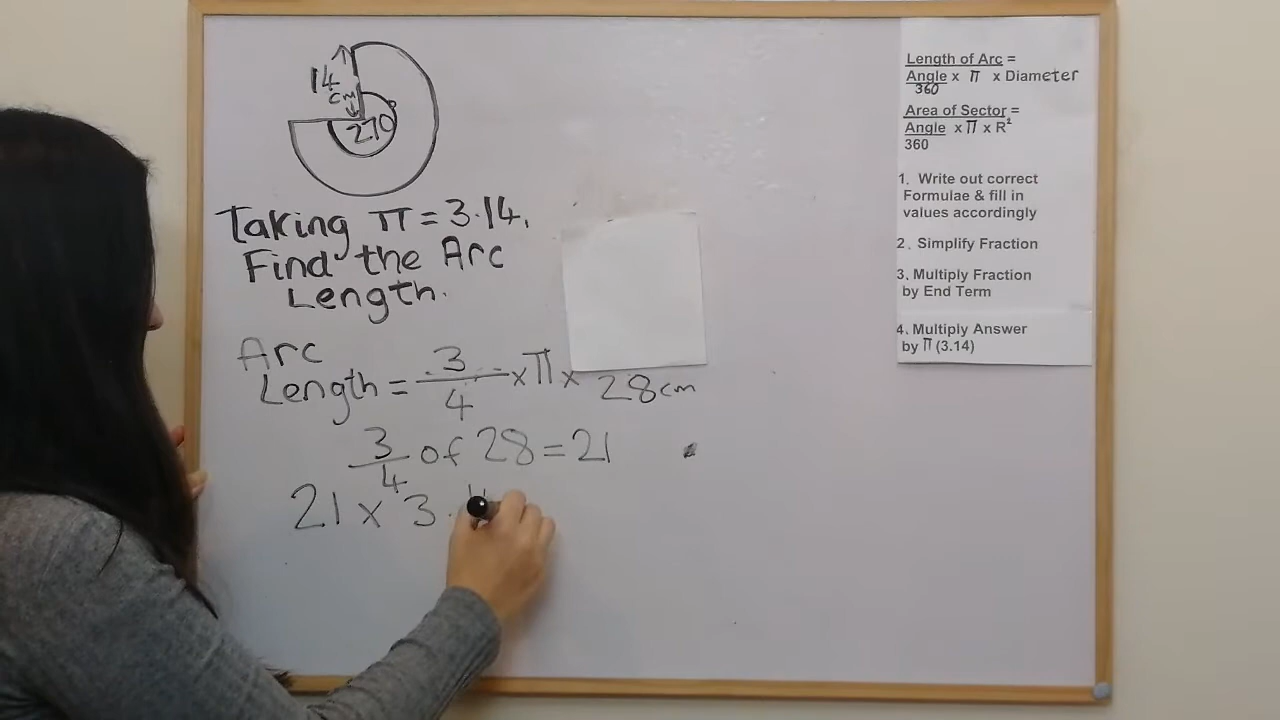 14
cm
270
Taking π=3.14,
Find the Arc
Length.
Arc
Length = 3/4 x π x 28cm
3/4 of 28=21
21 x 3.
Length of Arc =
Angle x π x Diameter
360
Area of Sector =
Angle x π x R²
360
1. Write out correct
Formulae & fill in
values accordingly
2. Simplify Fraction
3. Multiply Fraction
by End Term
4. Multiply Answer
by π (3.14)